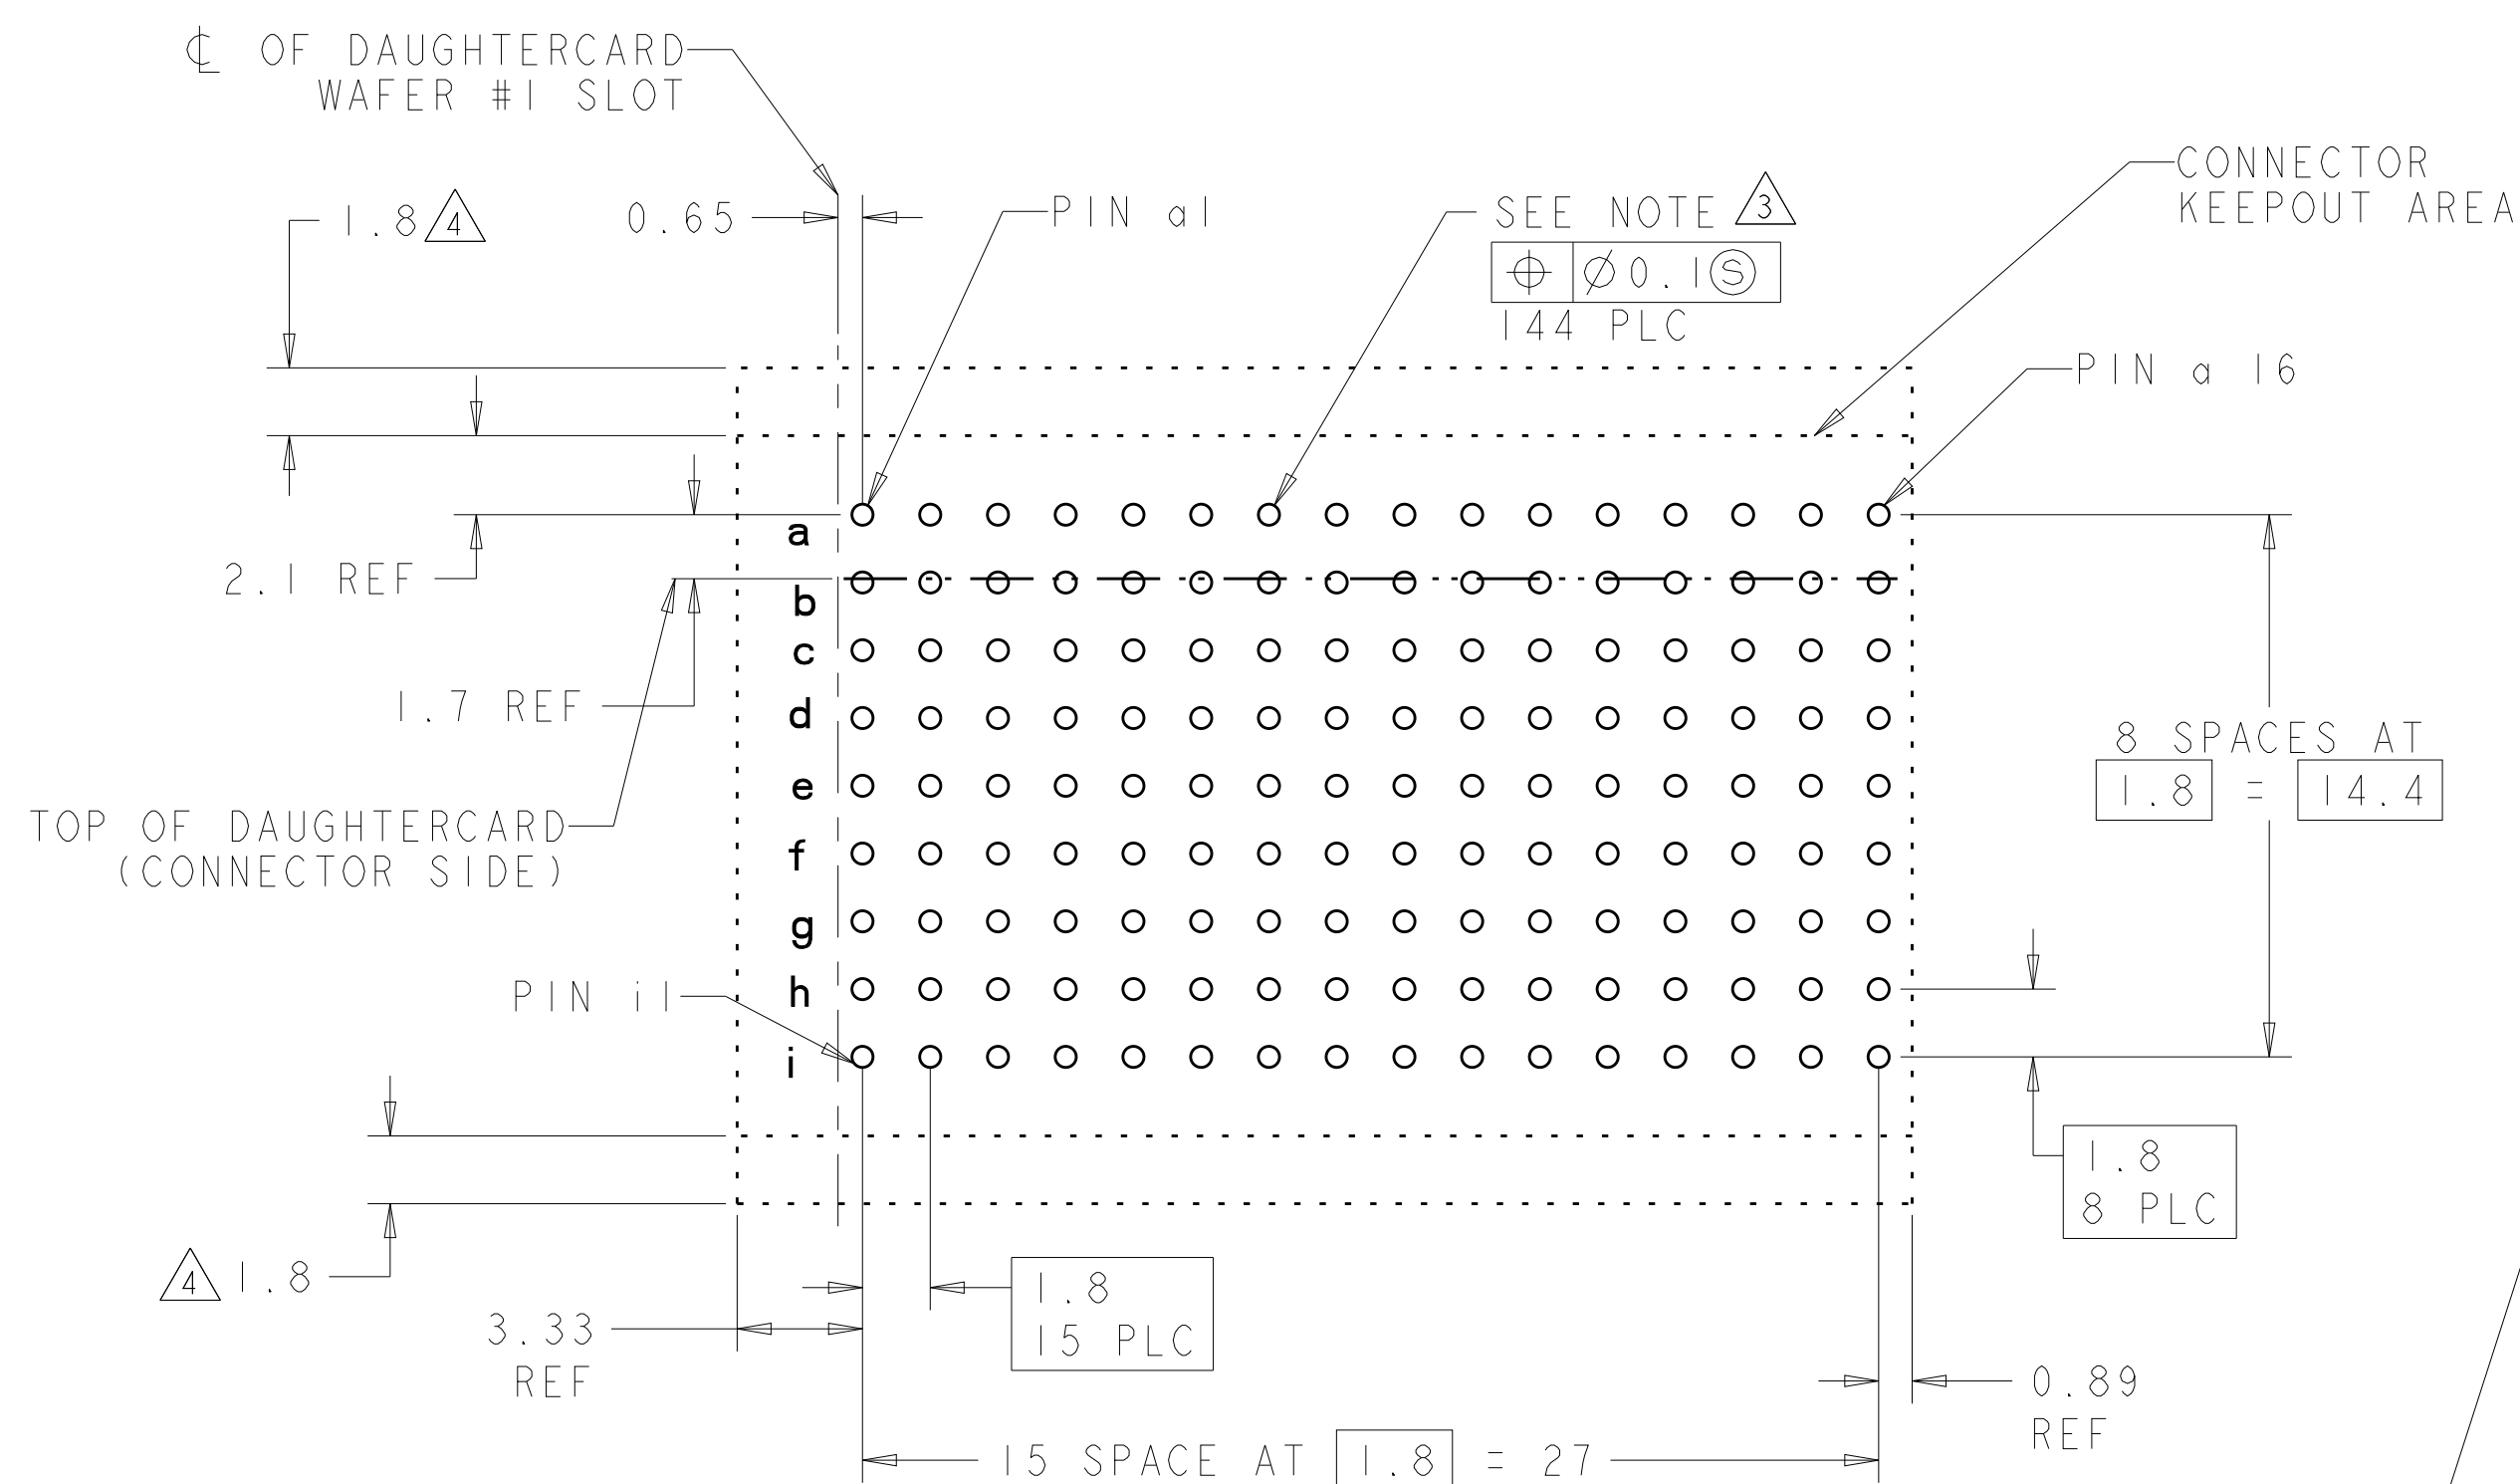 ℄ OF DAUGHTERCARD
WAFER #1 SLOT
1.8 4
0.65
PIN a1
SEE NOTE 3
⌖ ⌀0.1Ⓢ
144 PLC
CONNECTOR
KEEPOUT AREA
PIN a 16
a
2.1 REF
b
c
1.7 REF
d
8 SPACES AT
1.8 = 14.4
e
TOP OF DAUGHTERCARD
(CONNECTOR SIDE)
f
g
PIN i1
h
i
1.8
8 PLC
4 1.8
1.8
15 PLC
3.33
REF
0.89
REF
15 SPACE AT 1.8 = 27